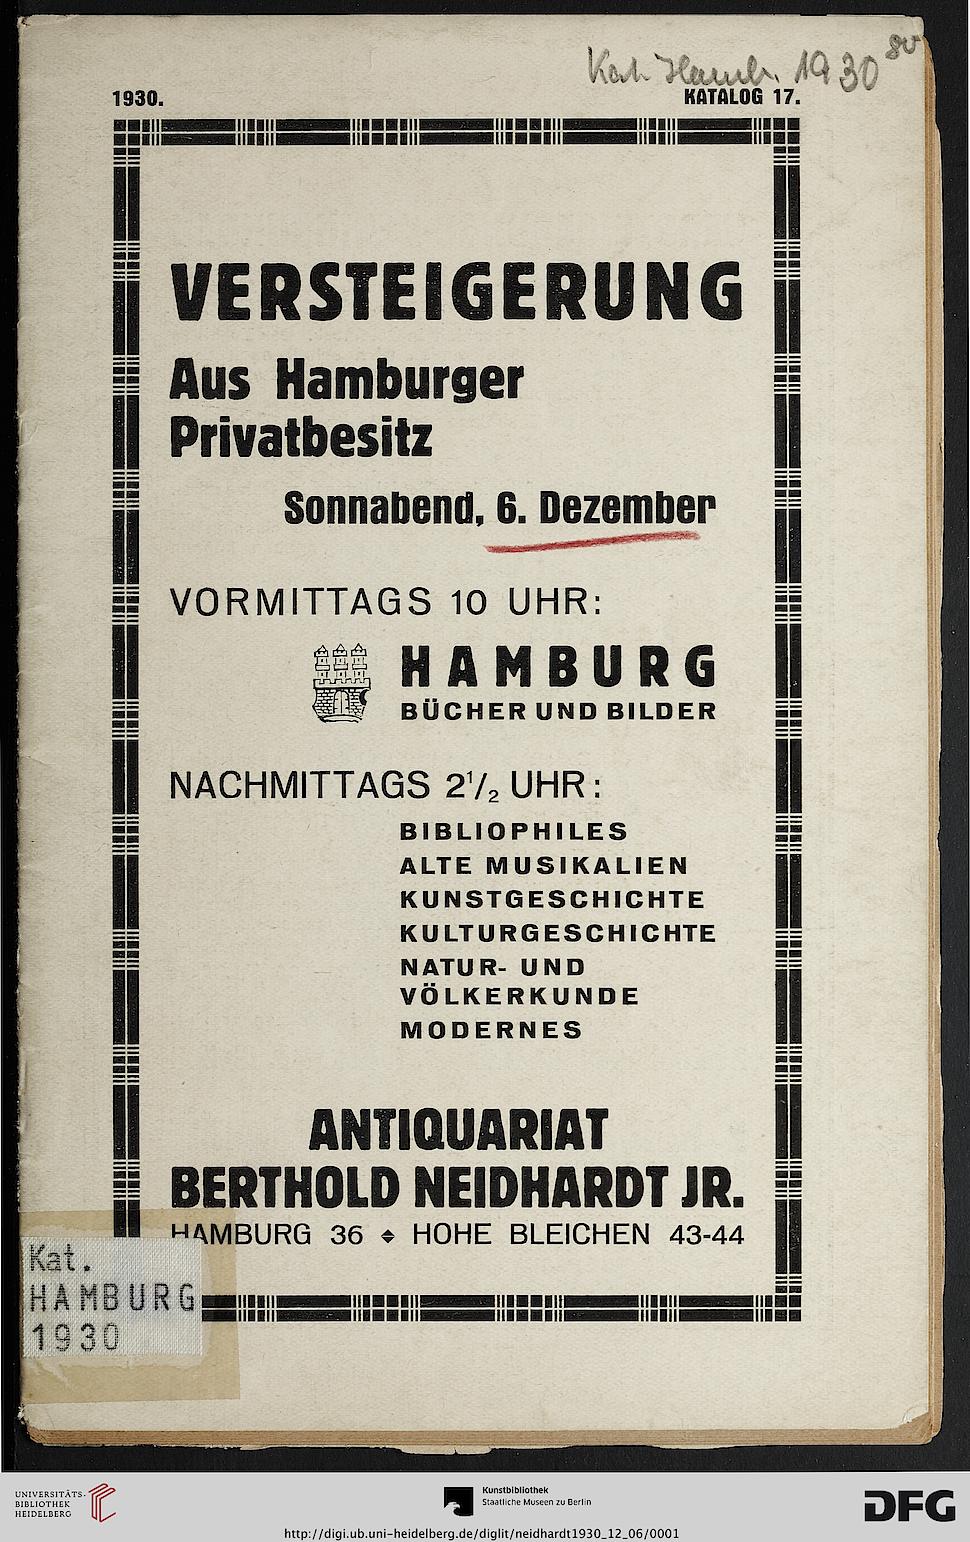 Kat. Hamb. 1930
1930.
KATALOG 17.
VERSTEIGERUNG
Aus Hamburger
Privatbesitz
Sonnabend, 6. Dezember
VORMITTAGS 10 UHR:
HAMBURG
BÜCHER UND BILDER
NACHMITTAGS 2 1/2 UHR:
BIBLIOPHILES
ALTE MUSIKALIEN
KUNSTGESCHICHTE
KULTURGESCHICHTE
NATUR- UND
VÖLKERKUNDE
MODERNES
ANTIQUARIAT
BERTHOLD NEIDHARDT JR.
HAMBURG 36 ♦ HOHE BLEICHEN 43-44
Kat.
HAMBURG
1930
UNIVERSITÄTS-
BIBLIOTHEK
HEIDELBERG
Kunstbibliothek
Staatliche Museen zu Berlin
DFG
http://digi.ub.uni-heidelberg.de/diglit/neidhardt1930_12_06/0001